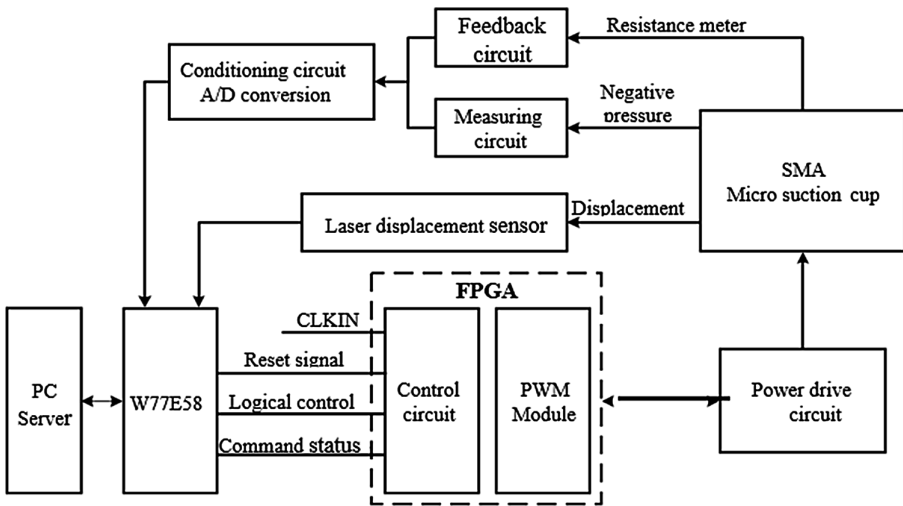 Feedback
circuit
Resistance meter
Conditioning circuit
A/D conversion
Negative
pressure
Measuring
circuit
SMA
Micro suction cup
Displacement
Laser displacement sensor
FPGA
CLKIN
Reset signal
PC
Server
W77E58
Logical control
Control
circuit
PWM
Module
Power drive
circuit
Command status